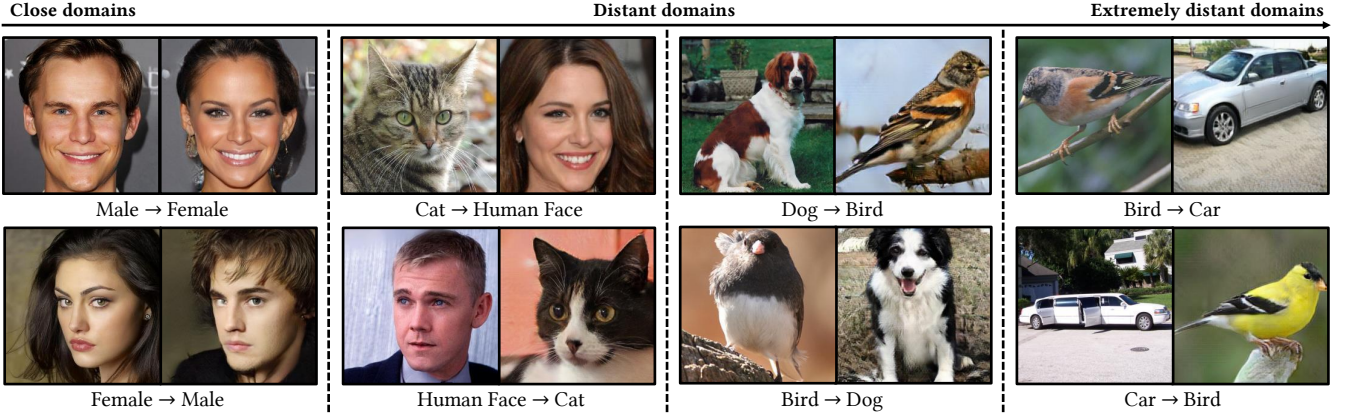 Close domains
Distant domains
Extremely distant domains
Male → Female
Cat → Human Face
Dog → Bird
Bird → Car
Female → Male
Human Face → Cat
Bird → Dog
Car → Bird